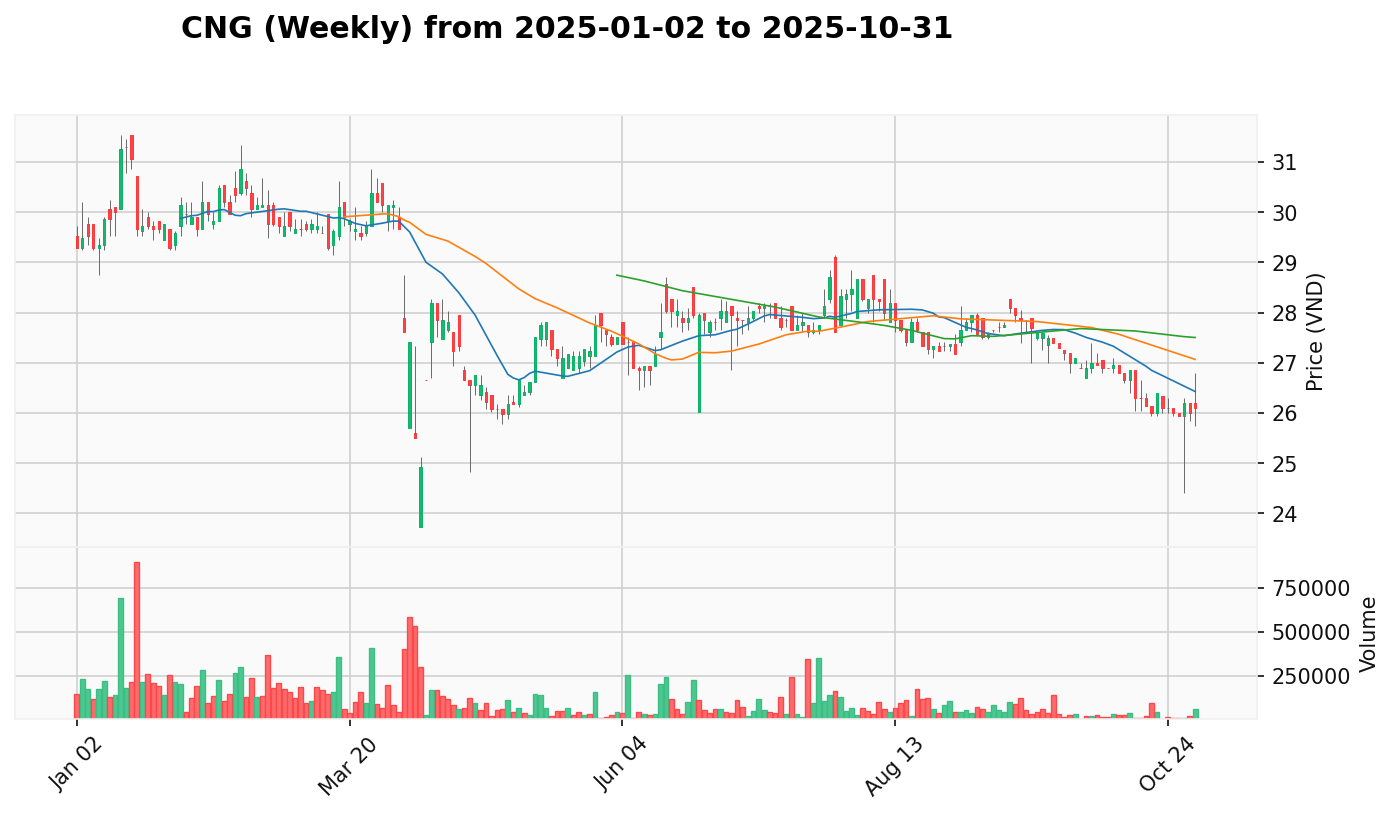 CNG (Weekly) from 2025-01-02 to 2025-10-31
31
30
29
28
27
26
25
24
Price (VND)
750000
500000
250000
Volume
Jan 02
Mar 20
Jun 04
Aug 13
Oct 24